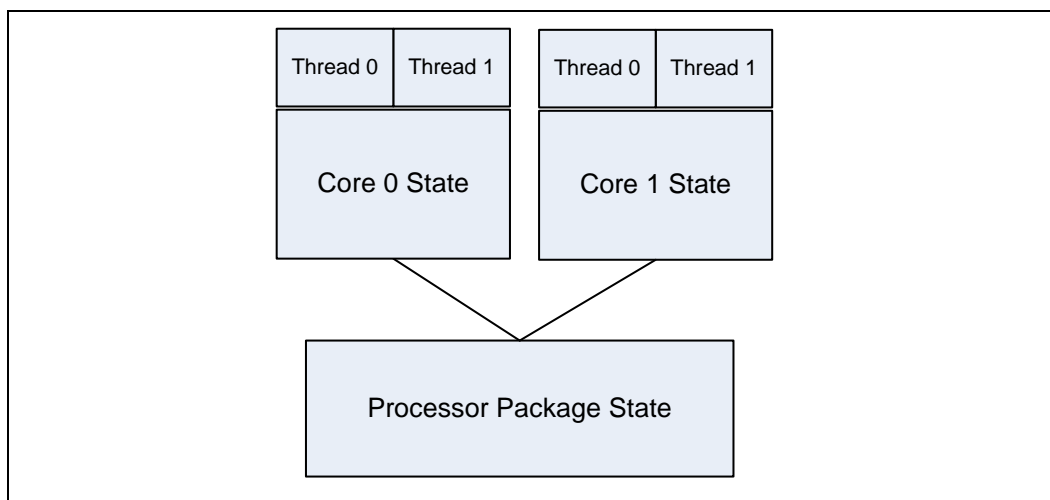 Thread 0
Thread 1
Thread 0
Thread 1
Core 0 State
Core 1 State
Processor Package State